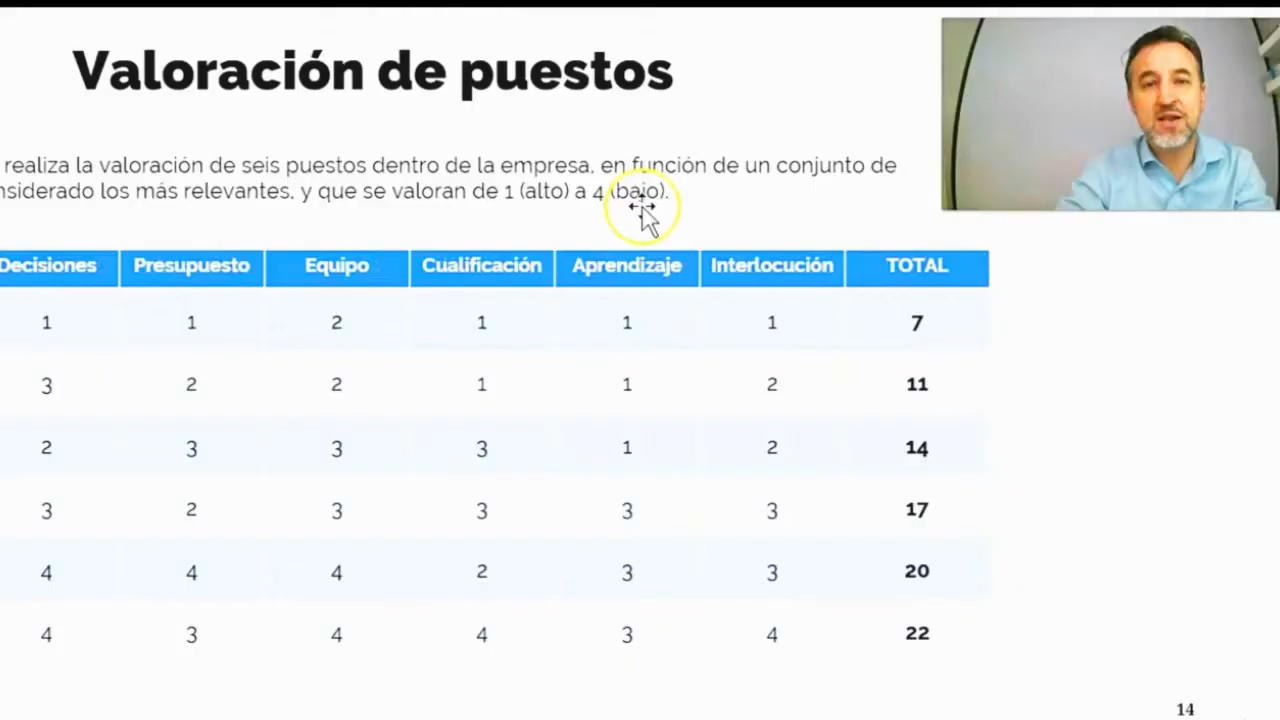 Valoración de puestos
realiza la valoración de seis puestos dentro de la empresa, en función de un conjunto de
nsiderado los más relevantes, y que se valoran de 1 (alto) a 4 (bajo).
Decisiones Presupuesto Equipo Cualificación Aprendizaje Interlocución TOTAL
1 1 2 1 1 1 7
3 2 2 1 1 2 11
2 3 3 3 1 2 14
3 2 3 3 3 3 17
4 4 4 2 3 3 20
4 3 4 4 3 4 22
14